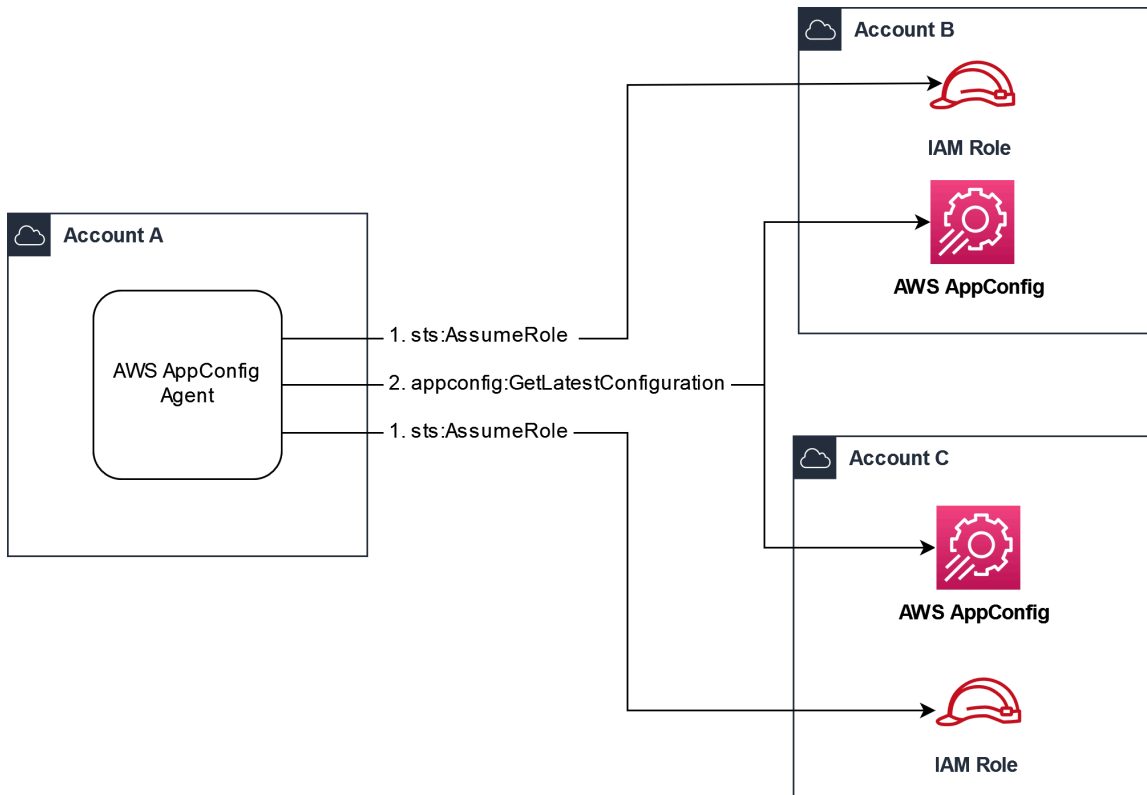 Account B
IAM Role
AWS AppConfig
Account A
AWS AppConfig
Agent
1. sts:AssumeRole
2. appconfig:GetLatestConfiguration
1. sts:AssumeRole
Account C
AWS AppConfig
IAM Role